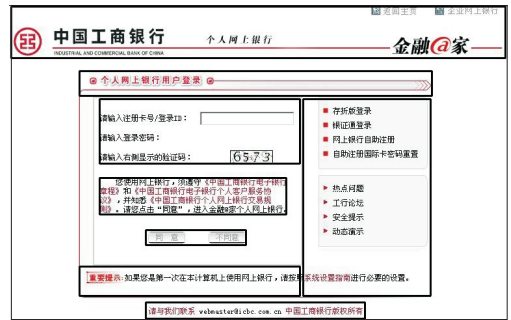 返回主页 企业网上银行
中国工商银行 个人网上银行 金融@家
INDUSTRIAL AND COMMERCIAL BANK OF CHINA
个人网上银行用户登录
请输入注册卡号/登录ID：
请输入登录密码：
请输入右侧显示的验证码： 6573
您使用网上银行，须遵守《中国工商银行电子银行
章程》和《中国工商银行电子银行个人客户服务协
议》，并知悉《中国工商银行个人网上银行交易规
则》。请您点击“同意”，进入金融@家个人网上银行。
同 意 不同意
存折版登录
银证通登录
网上银行自助注册
自助注册国际卡密码重置
热点问题
工行论坛
安全提示
动态演示
重要提示:如果您是第一次在本计算机上使用网上银行，请按照系统设置指南进行必要的设置。
请与我们联系 webmaster@icbc.com.cn 中国工商银行版权所有